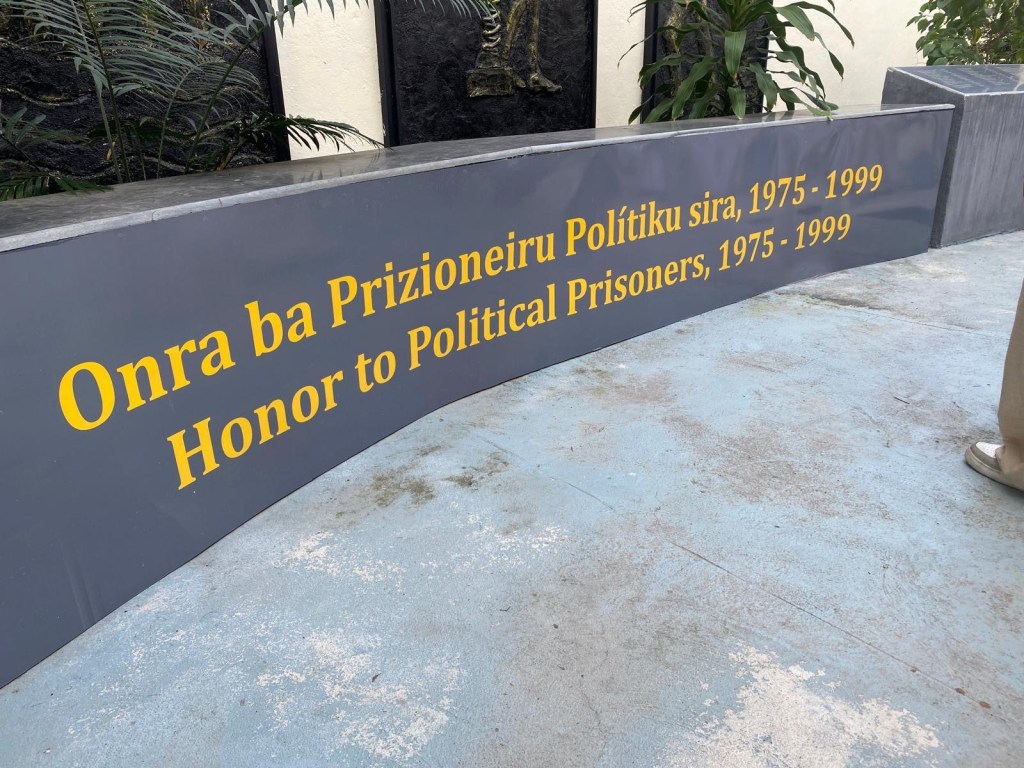 Onra ba Prizioneiru Polítiku sira, 1975 - 1999
Honor to Political Prisoners, 1975 - 1999